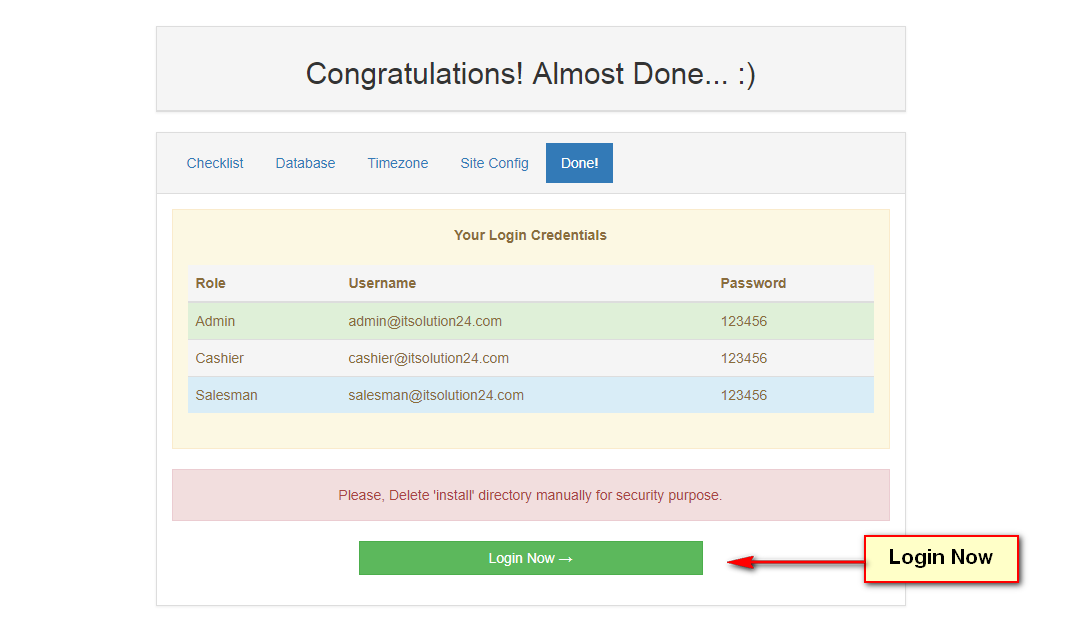 Congratulations! Almost Done... :)
Checklist Database Timezone Site Config Done!
Your Login Credentials
Role Username Password
Admin admin@itsolution24.com 123456
Cashier cashier@itsolution24.com 123456
Salesman salesman@itsolution24.com 123456
Please, Delete 'install' directory manually for security purpose.
Login Now → Login Now